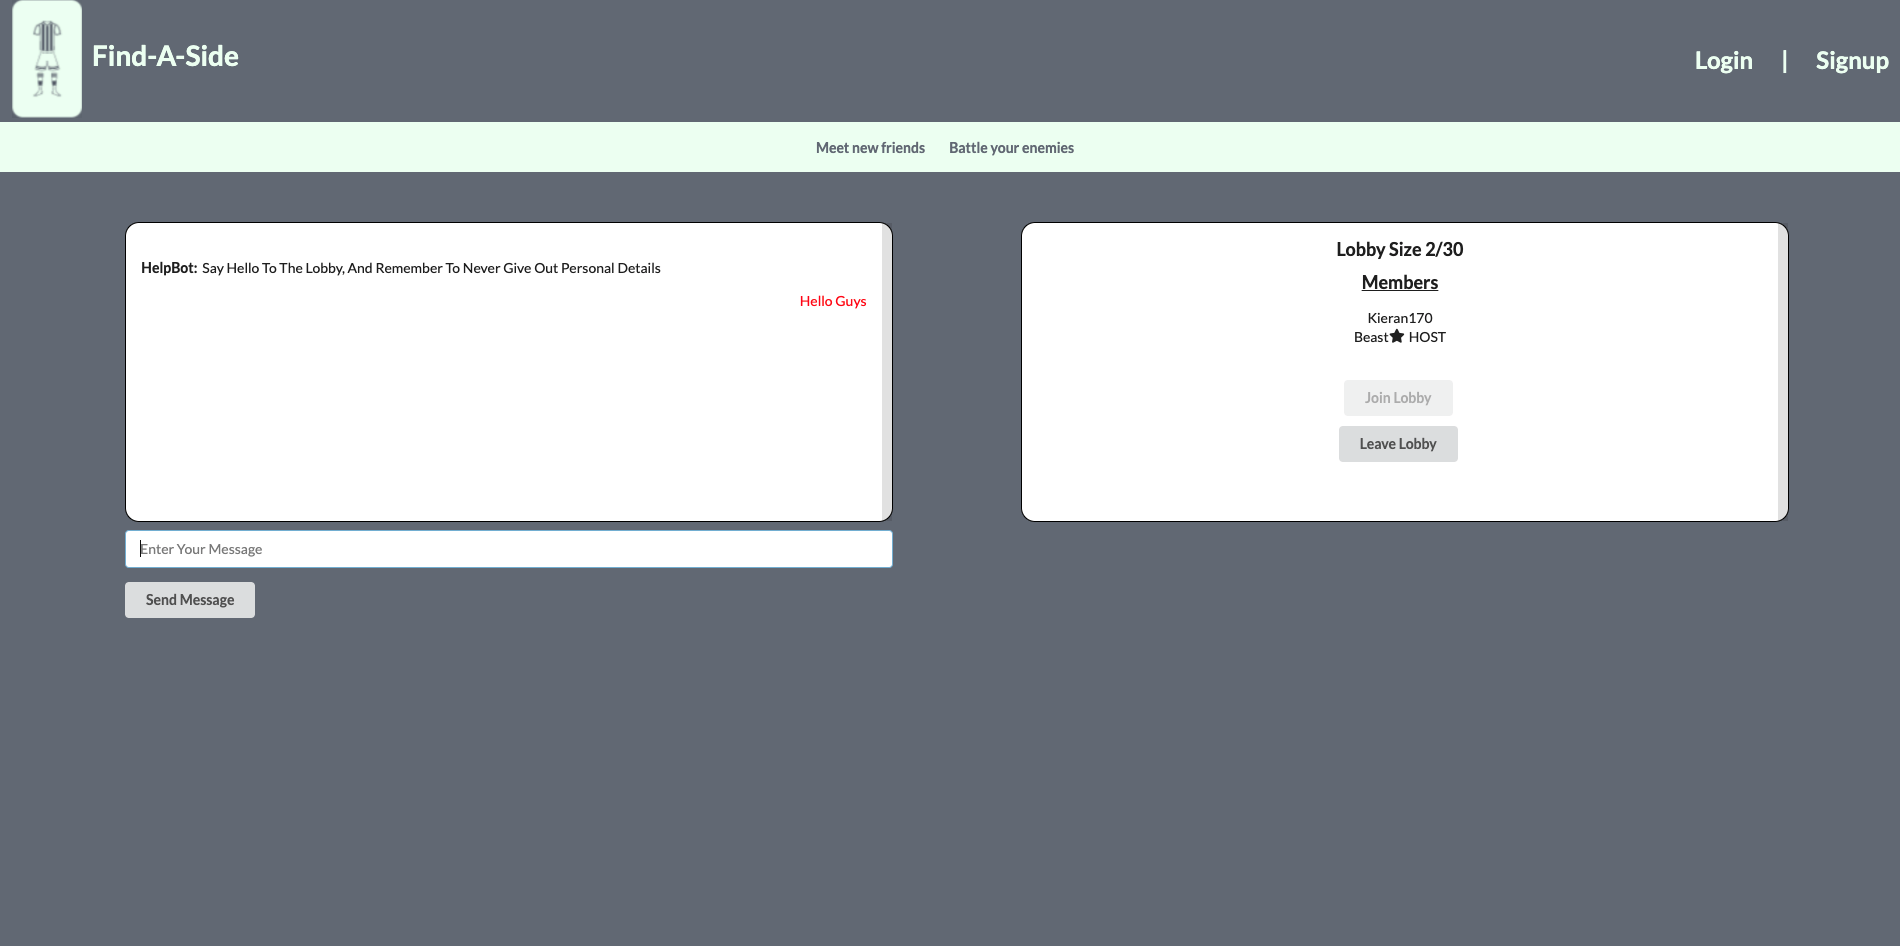 Find-A-Side
Login | Signup
Meet new friends Battle your enemies
HelpBot: Say Hello To The Lobby, And Remember To Never Give Out Personal Details
Hello Guys
Enter Your Message
Send Message
Lobby Size 2/30
Members
Kieran170
Beast★ HOST
Join Lobby
Leave Lobby